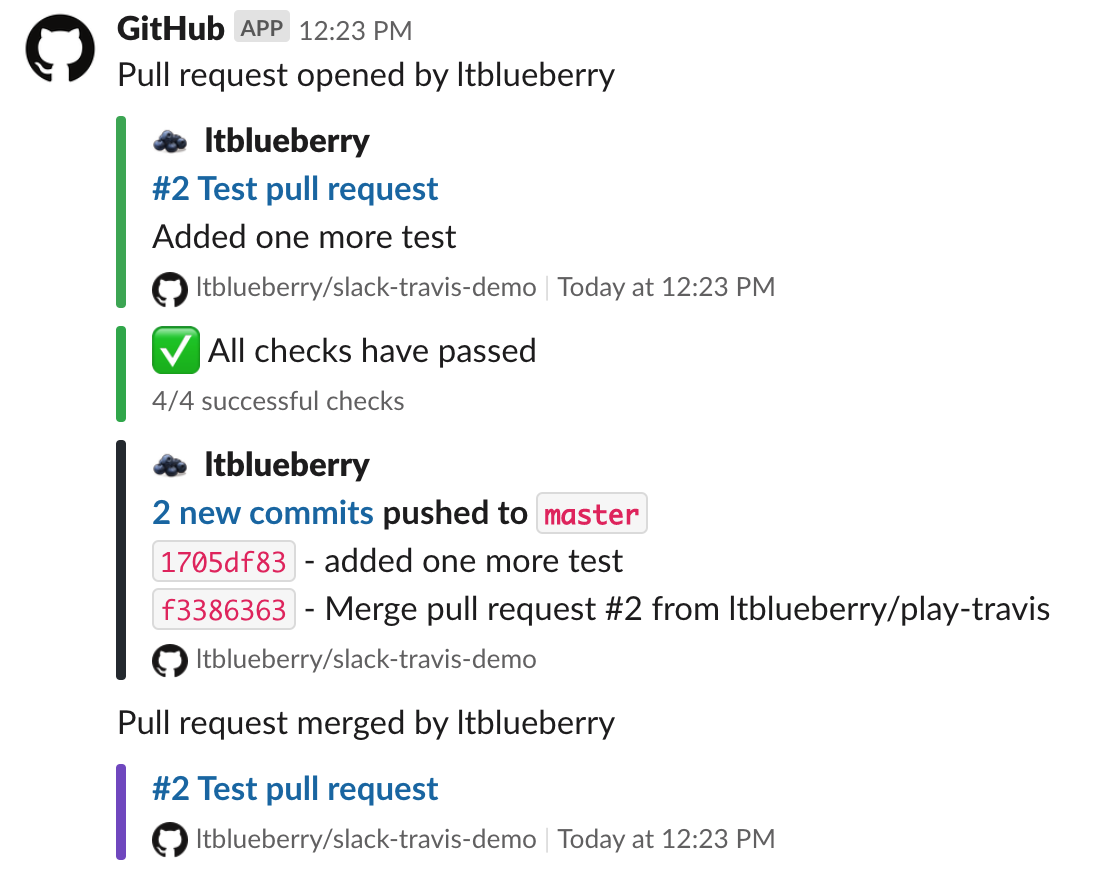 GitHub APP 12:23 PM
Pull request opened by ltblueberry
ltblueberry
#2 Test pull request
Added one more test
ltblueberry/slack-travis-demo | Today at 12:23 PM
All checks have passed
4/4 successful checks
ltblueberry
2 new commits pushed to master
1705df83 - added one more test
f3386363 - Merge pull request #2 from ltblueberry/play-travis
ltblueberry/slack-travis-demo
Pull request merged by ltblueberry
#2 Test pull request
ltblueberry/slack-travis-demo | Today at 12:23 PM